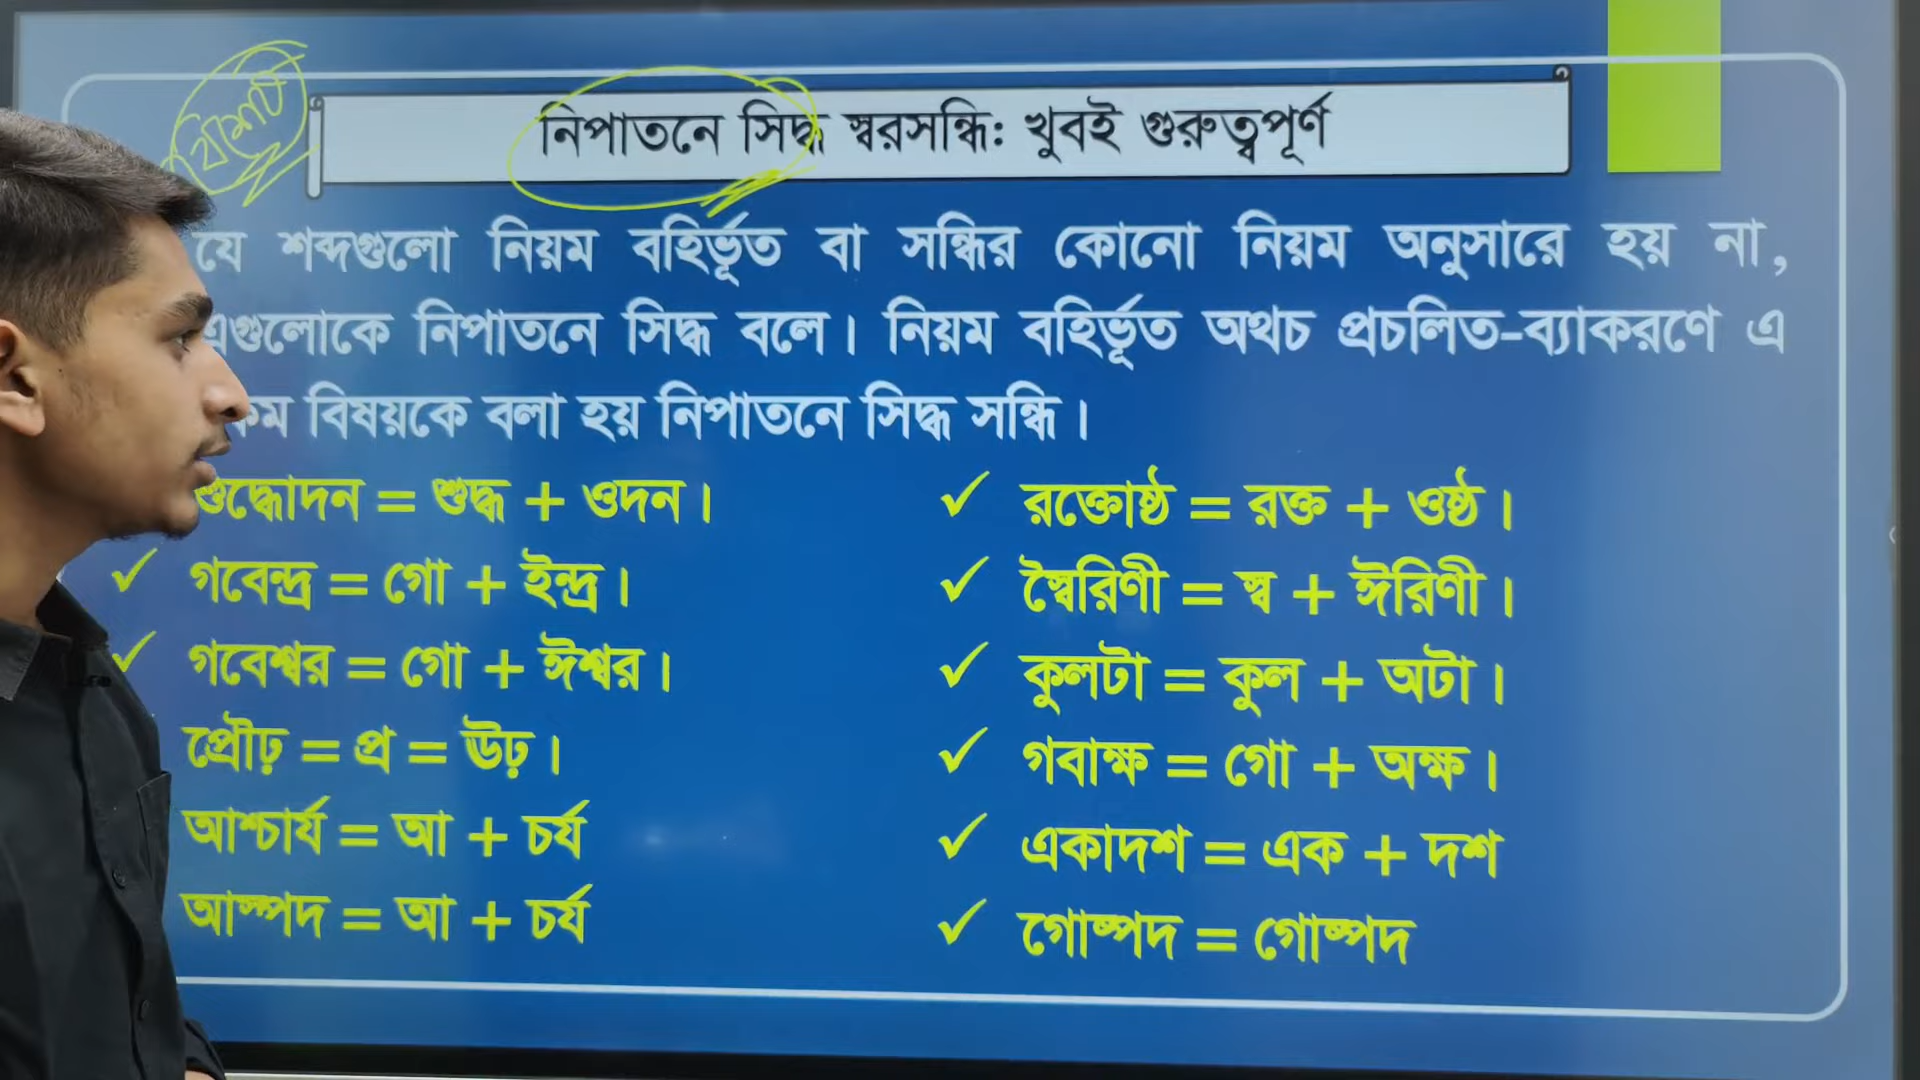 নিপাতনে সিদ্ধ স্বরসন্ধি: খুবই গুরুত্বপূর্ণ
যে শব্দগুলো নিয়ম বহির্ভূত বা সন্ধির কোনো নিয়ম অনুসারে হয় না,
এগুলোকে নিপাতনে সিদ্ধ বলে। নিয়ম বহির্ভূত অথচ প্রচলিত-ব্যাকরণে এ
বিষয়কে বলা হয় নিপাতনে সিদ্ধ সন্ধি।
শুদ্ধোদন = শুদ্ধ + ওদন।
✓ গবেন্দ্র = গো + ইন্দ্র।
✓ গবেশ্বর = গো + ঈশ্বর।
প্রৌঢ় = প্র = ঊঢ়।
আশ্চার্য = আ + চর্য
আস্পদ = আ + চর্য
✓ রক্তোষ্ঠ = রক্ত + ওষ্ঠ।
✓ স্বৈরিণী = স্ব + ঈরিণী।
✓ কুলটা = কুল + অটা।
✓ গবাক্ষ = গো + অক্ষ।
✓ একাদশ = এক + দশ
✓ গোষ্পদ = গোষ্পদ